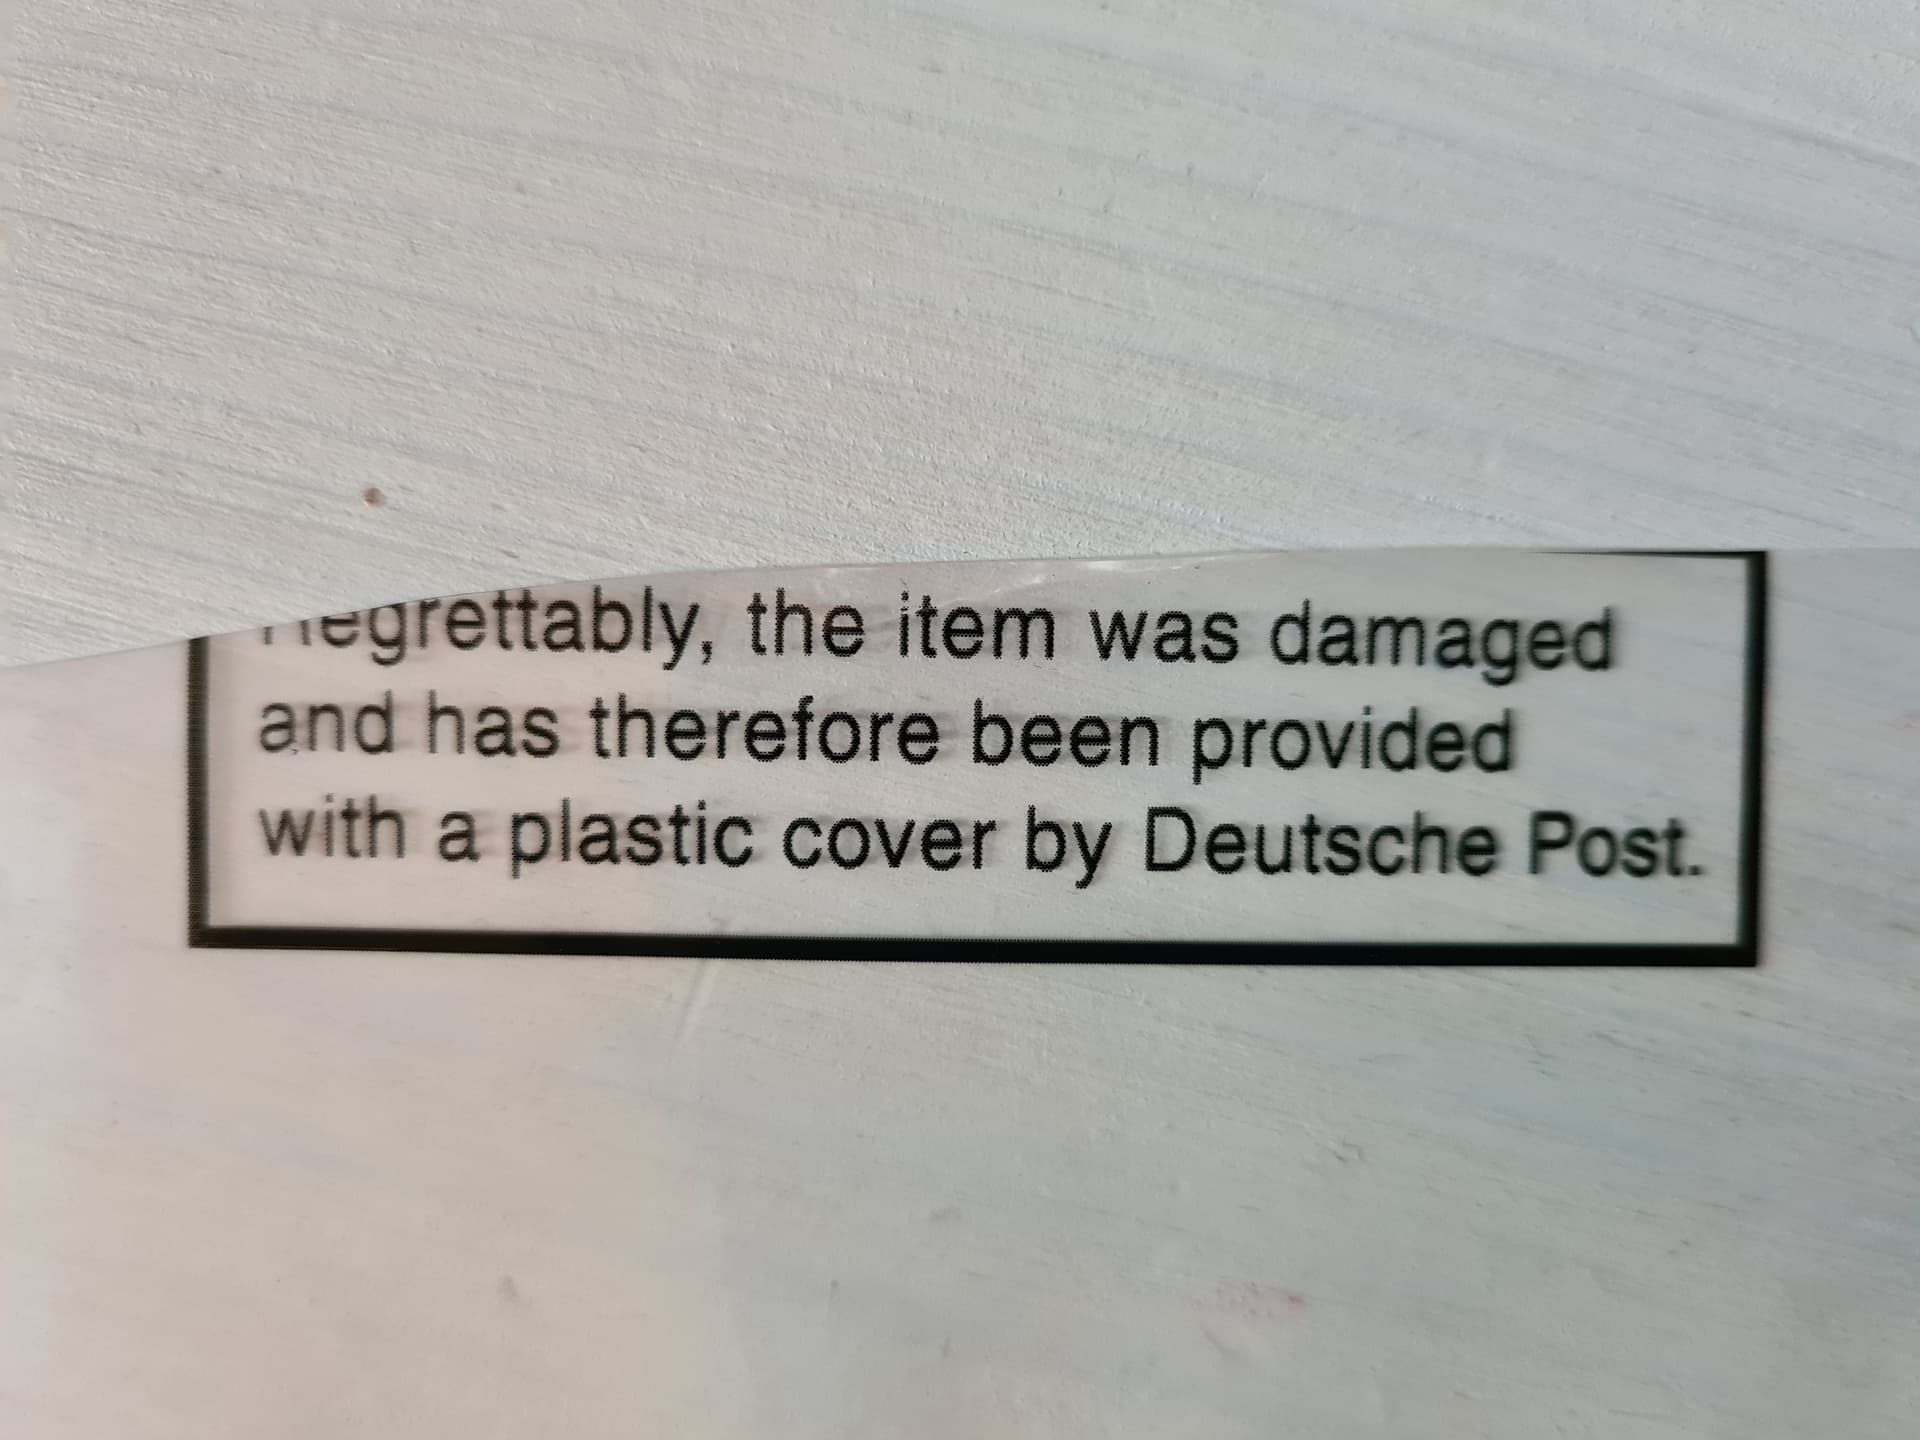 Regrettably, the item was damaged
and has therefore been provided
with a plastic cover by Deutsche Post.